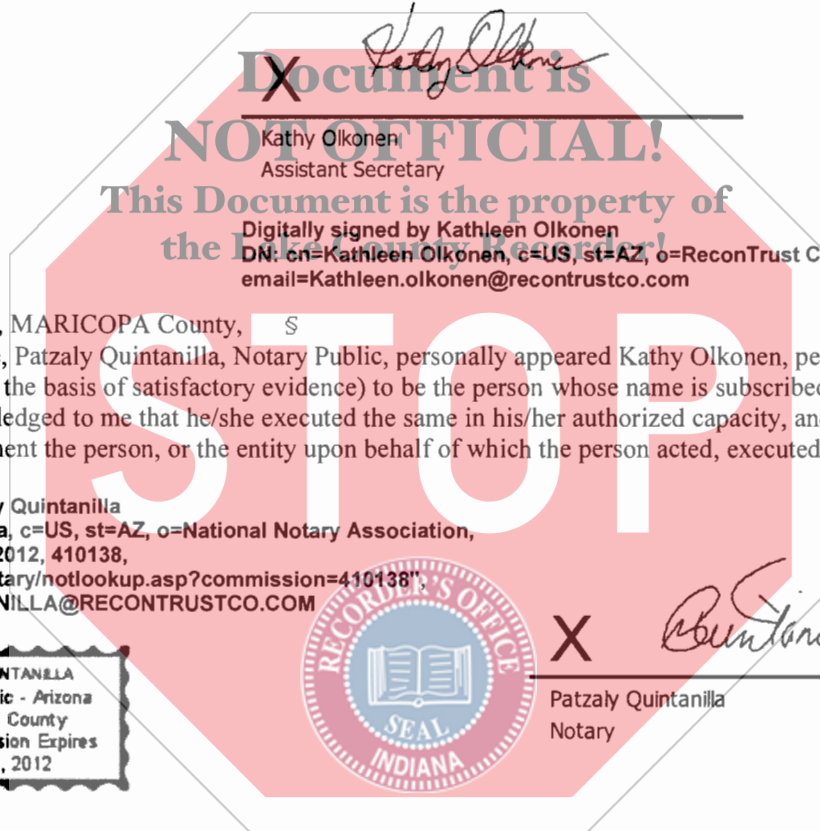 Kathy Olkonen
X
Document is
NOT OFFICIAL!
Kathy Olkonen
Assistant Secretary
This Document is the property of
the Lake County Recorder!
Digitally signed by Kathleen Olkonen
DN: cn=Kathleen Olkonen, c=US, st=AZ, o=ReconTrust C
email=Kathleen.olkonen@recontrustco.com
, MARICOPA County, §
, Patzaly Quintanilla, Notary Public, personally appeared Kathy Olkonen, pe
the basis of satisfactory evidence) to be the person whose name is subscribed
ledged to me that he/she executed the same in his/her authorized capacity, an
ent the person, or the entity upon behalf of which the person acted, executed
STOP
y Quintanilla
a, c=US, st=AZ, o=National Notary Association,
2012, 410138,
tary/notlookup.asp?commission=410138",
NILLA@RECONTRUSTCO.COM
RECORDER'S OFFICE
SEAL
INDIANA
X
NTANILLA
ic - Arizona
County
sion Expires
, 2012
Patzaly Quintanilla
Notary